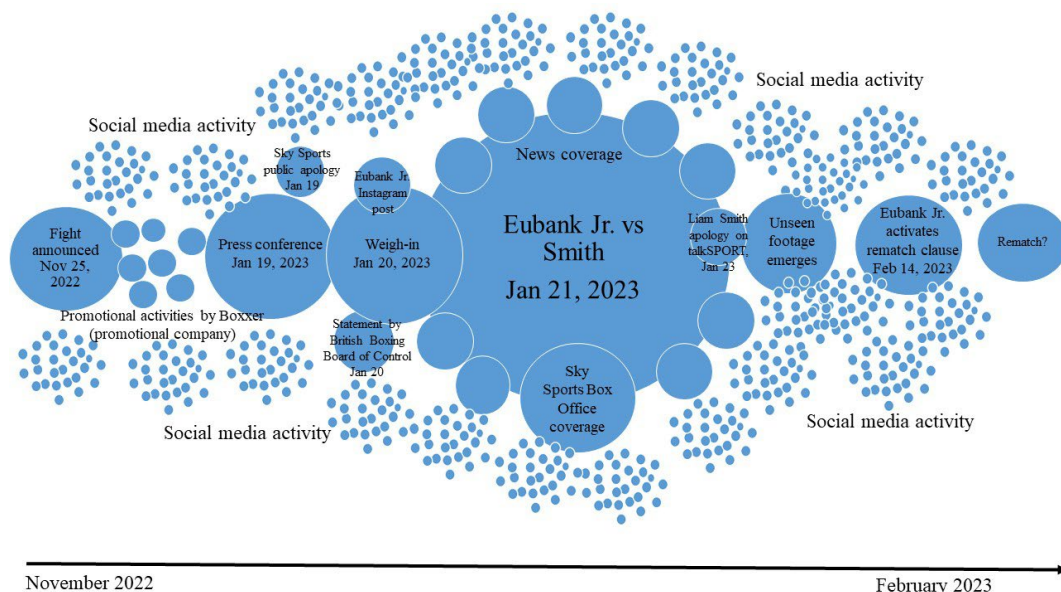 Social media activity
Social media activity
Sky Sports
public apology
Jan 19
Eubank Jr.
Instagram
post
News coverage
Fight
announced
Nov 25,
2022
Press conference
Jan 19, 2023
Weigh-in
Jan 20, 2023
Eubank Jr. vs
Smith
Jan 21, 2023
Liam Smith
apology on
talkSPORT,
Jan 23
Unseen
footage
emerges
Eubank Jr.
activates
rematch clause
Feb 14, 2023
Rematch?
Promotional activities by Boxxer
(promotional company)
Statement by
British Boxing
Board of Control
Jan 20
Sky
Sports Box
Office
coverage
Social media activity
Social media activity
November 2022
February 2023